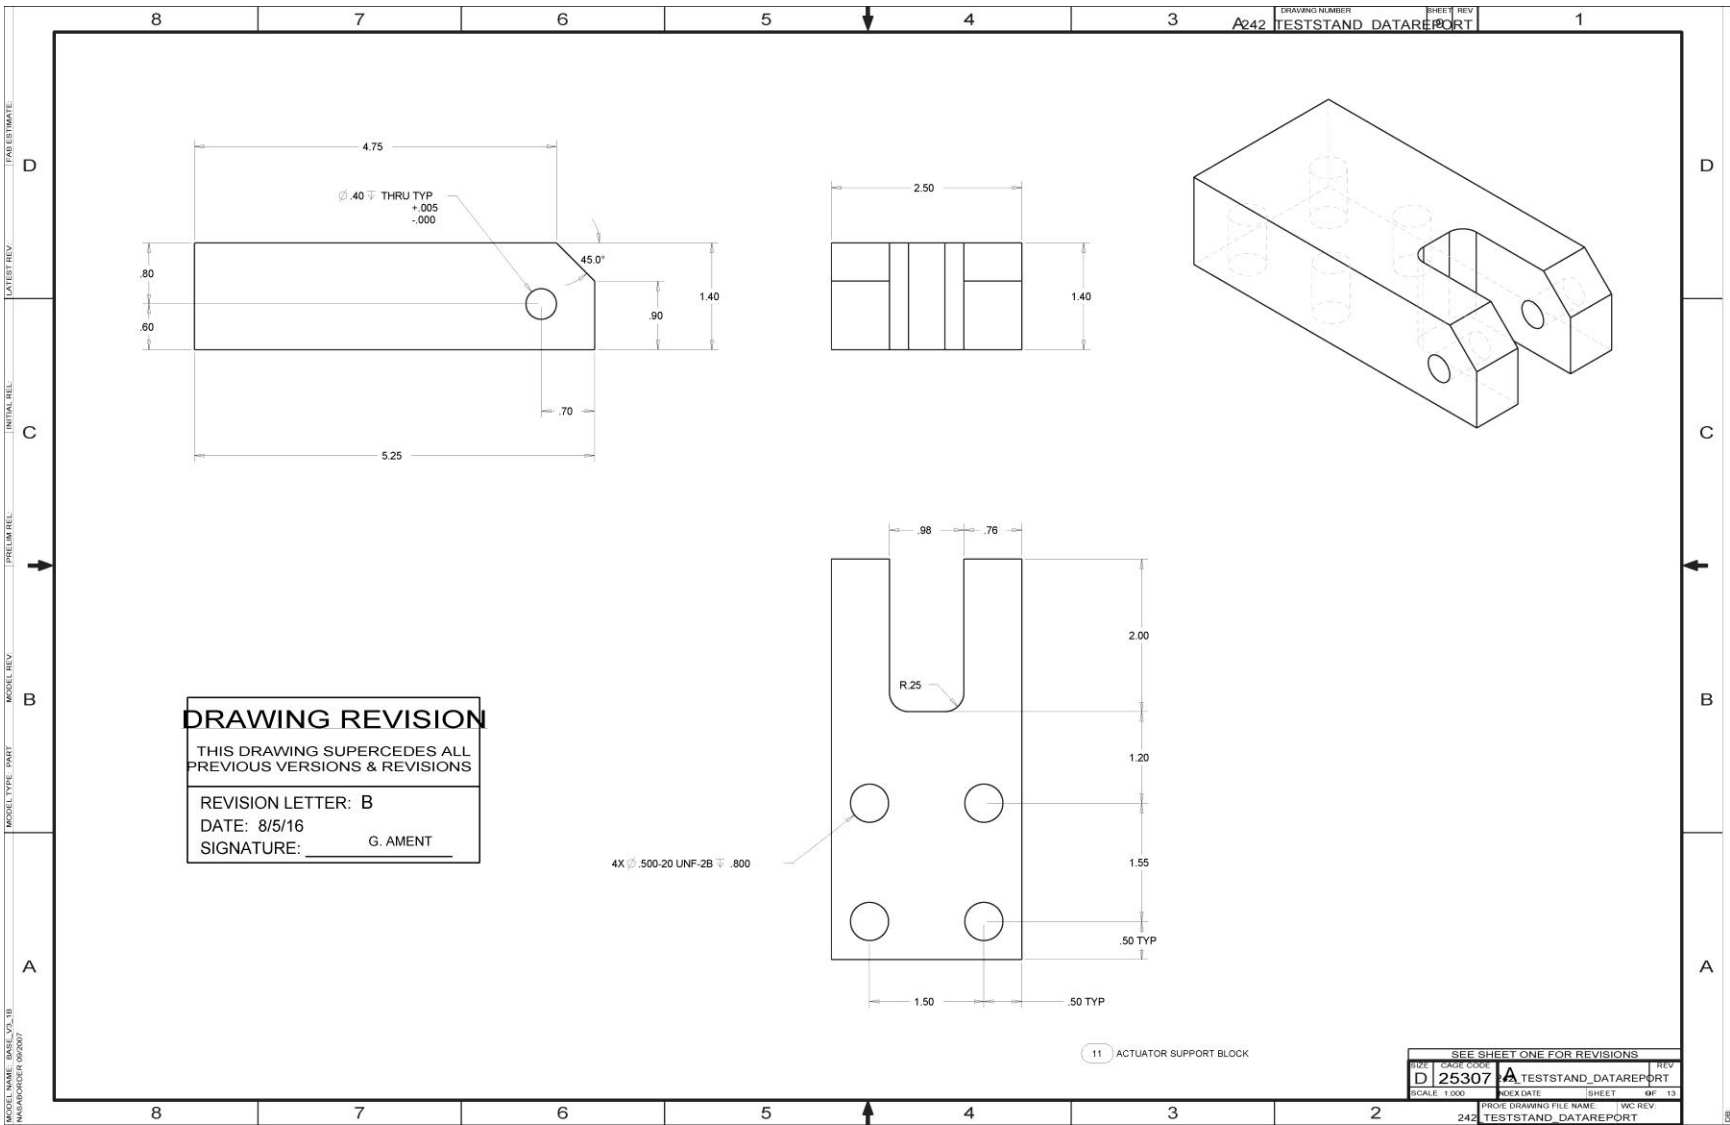 8 7 6 5 4 3 1
DRAWING NUMBER SHEET REV
A242 TESTSTAND DATAREPORT
FAB ESTIMATE:
LATEST REV:
INITIAL REL:
PRELIM REL:
MODEL REV:
MODEL TYPE: PART
MODEL NAME: BASE_V3_1B
NASABORDER 09/2007
D
C
B
A
D
C
B
A
4.75
∅.40 ↧ THRU TYP
+.005
-.000
45.0°
.80
.60
1.40
.90
.70
5.25
2.50
1.40
.98 .76
2.00
R.25
1.20
1.55
4X ∅ .500-20 UNF-2B ↧ .800
.50 TYP
1.50 .50 TYP
DRAWING REVISION
THIS DRAWING SUPERCEDES ALL
PREVIOUS VERSIONS & REVISIONS
REVISION LETTER: B
DATE: 8/5/16
SIGNATURE: G. AMENT
11 ACTUATOR SUPPORT BLOCK
SEE SHEET ONE FOR REVISIONS
SIZE CAGE CODE REV
D 25307 A TESTSTAND_DATAREPORT
SCALE 1.000 INDEX DATE SHEET OF 13
PRO/E DRAWING FILE NAME: WC REV:
242 TESTSTAND_DATAREPORT
8 7 6 5 4 3 2